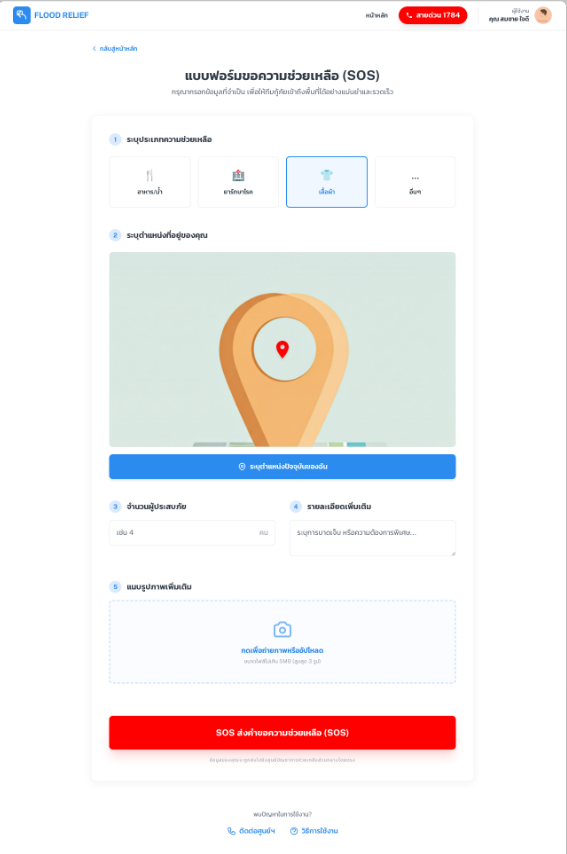 FLOOD RELIEF
หน้าหลัก
สายด่วน 1784
ผู้ใช้งาน
คุณ สมชาย ใจดี
กลับสู่หน้าหลัก
แบบฟอร์มขอความช่วยเหลือ (SOS)
กรุณากรอกข้อมูลที่จำเป็น เพื่อให้ทีมกู้ภัยเข้าถึงพื้นที่ได้อย่างแม่นยำและรวดเร็ว
1 ระบุประเภทความช่วยเหลือ
อาหาร/น้ำ
ยารักษาโรค
เสื้อผ้า
...
อื่นๆ
2 ระบุตำแหน่งที่อยู่ของคุณ
ระบุตำแหน่งปัจจุบันของฉัน
3 จำนวนผู้ประสบภัย
เช่น 4 คน
4 รายละเอียดเพิ่มเติม
ระบุการบาดเจ็บ หรือความต้องการพิเศษ...
5 แนบรูปภาพเพิ่มเติม
กดเพื่อถ่ายภาพหรืออัปโหลด
ขนาดไฟล์ไม่เกิน 5MB (สูงสุด 3 รูป)
SOS ส่งคำขอความช่วยเหลือ (SOS)
พบปัญหาในการใช้งาน?
ติดต่อศูนย์ฯ
วิธีการใช้งาน